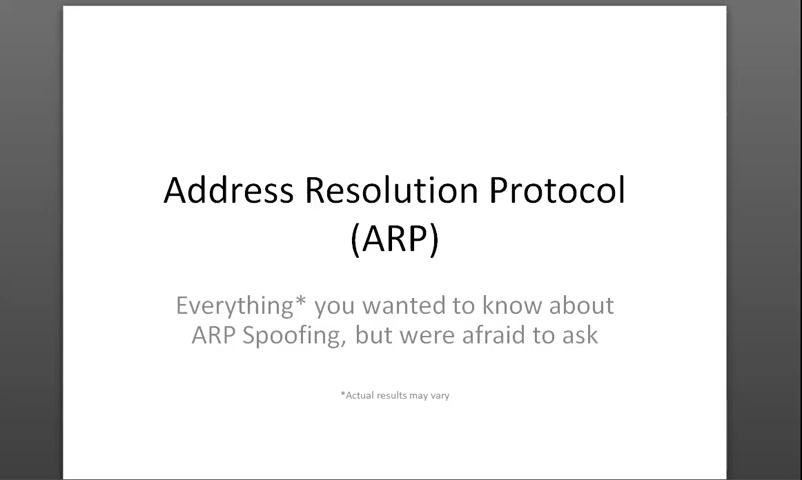 Address Resolution Protocol
(ARP)
Everything* you wanted to know about
ARP Spoofing, but were afraid to ask
*Actual results may vary